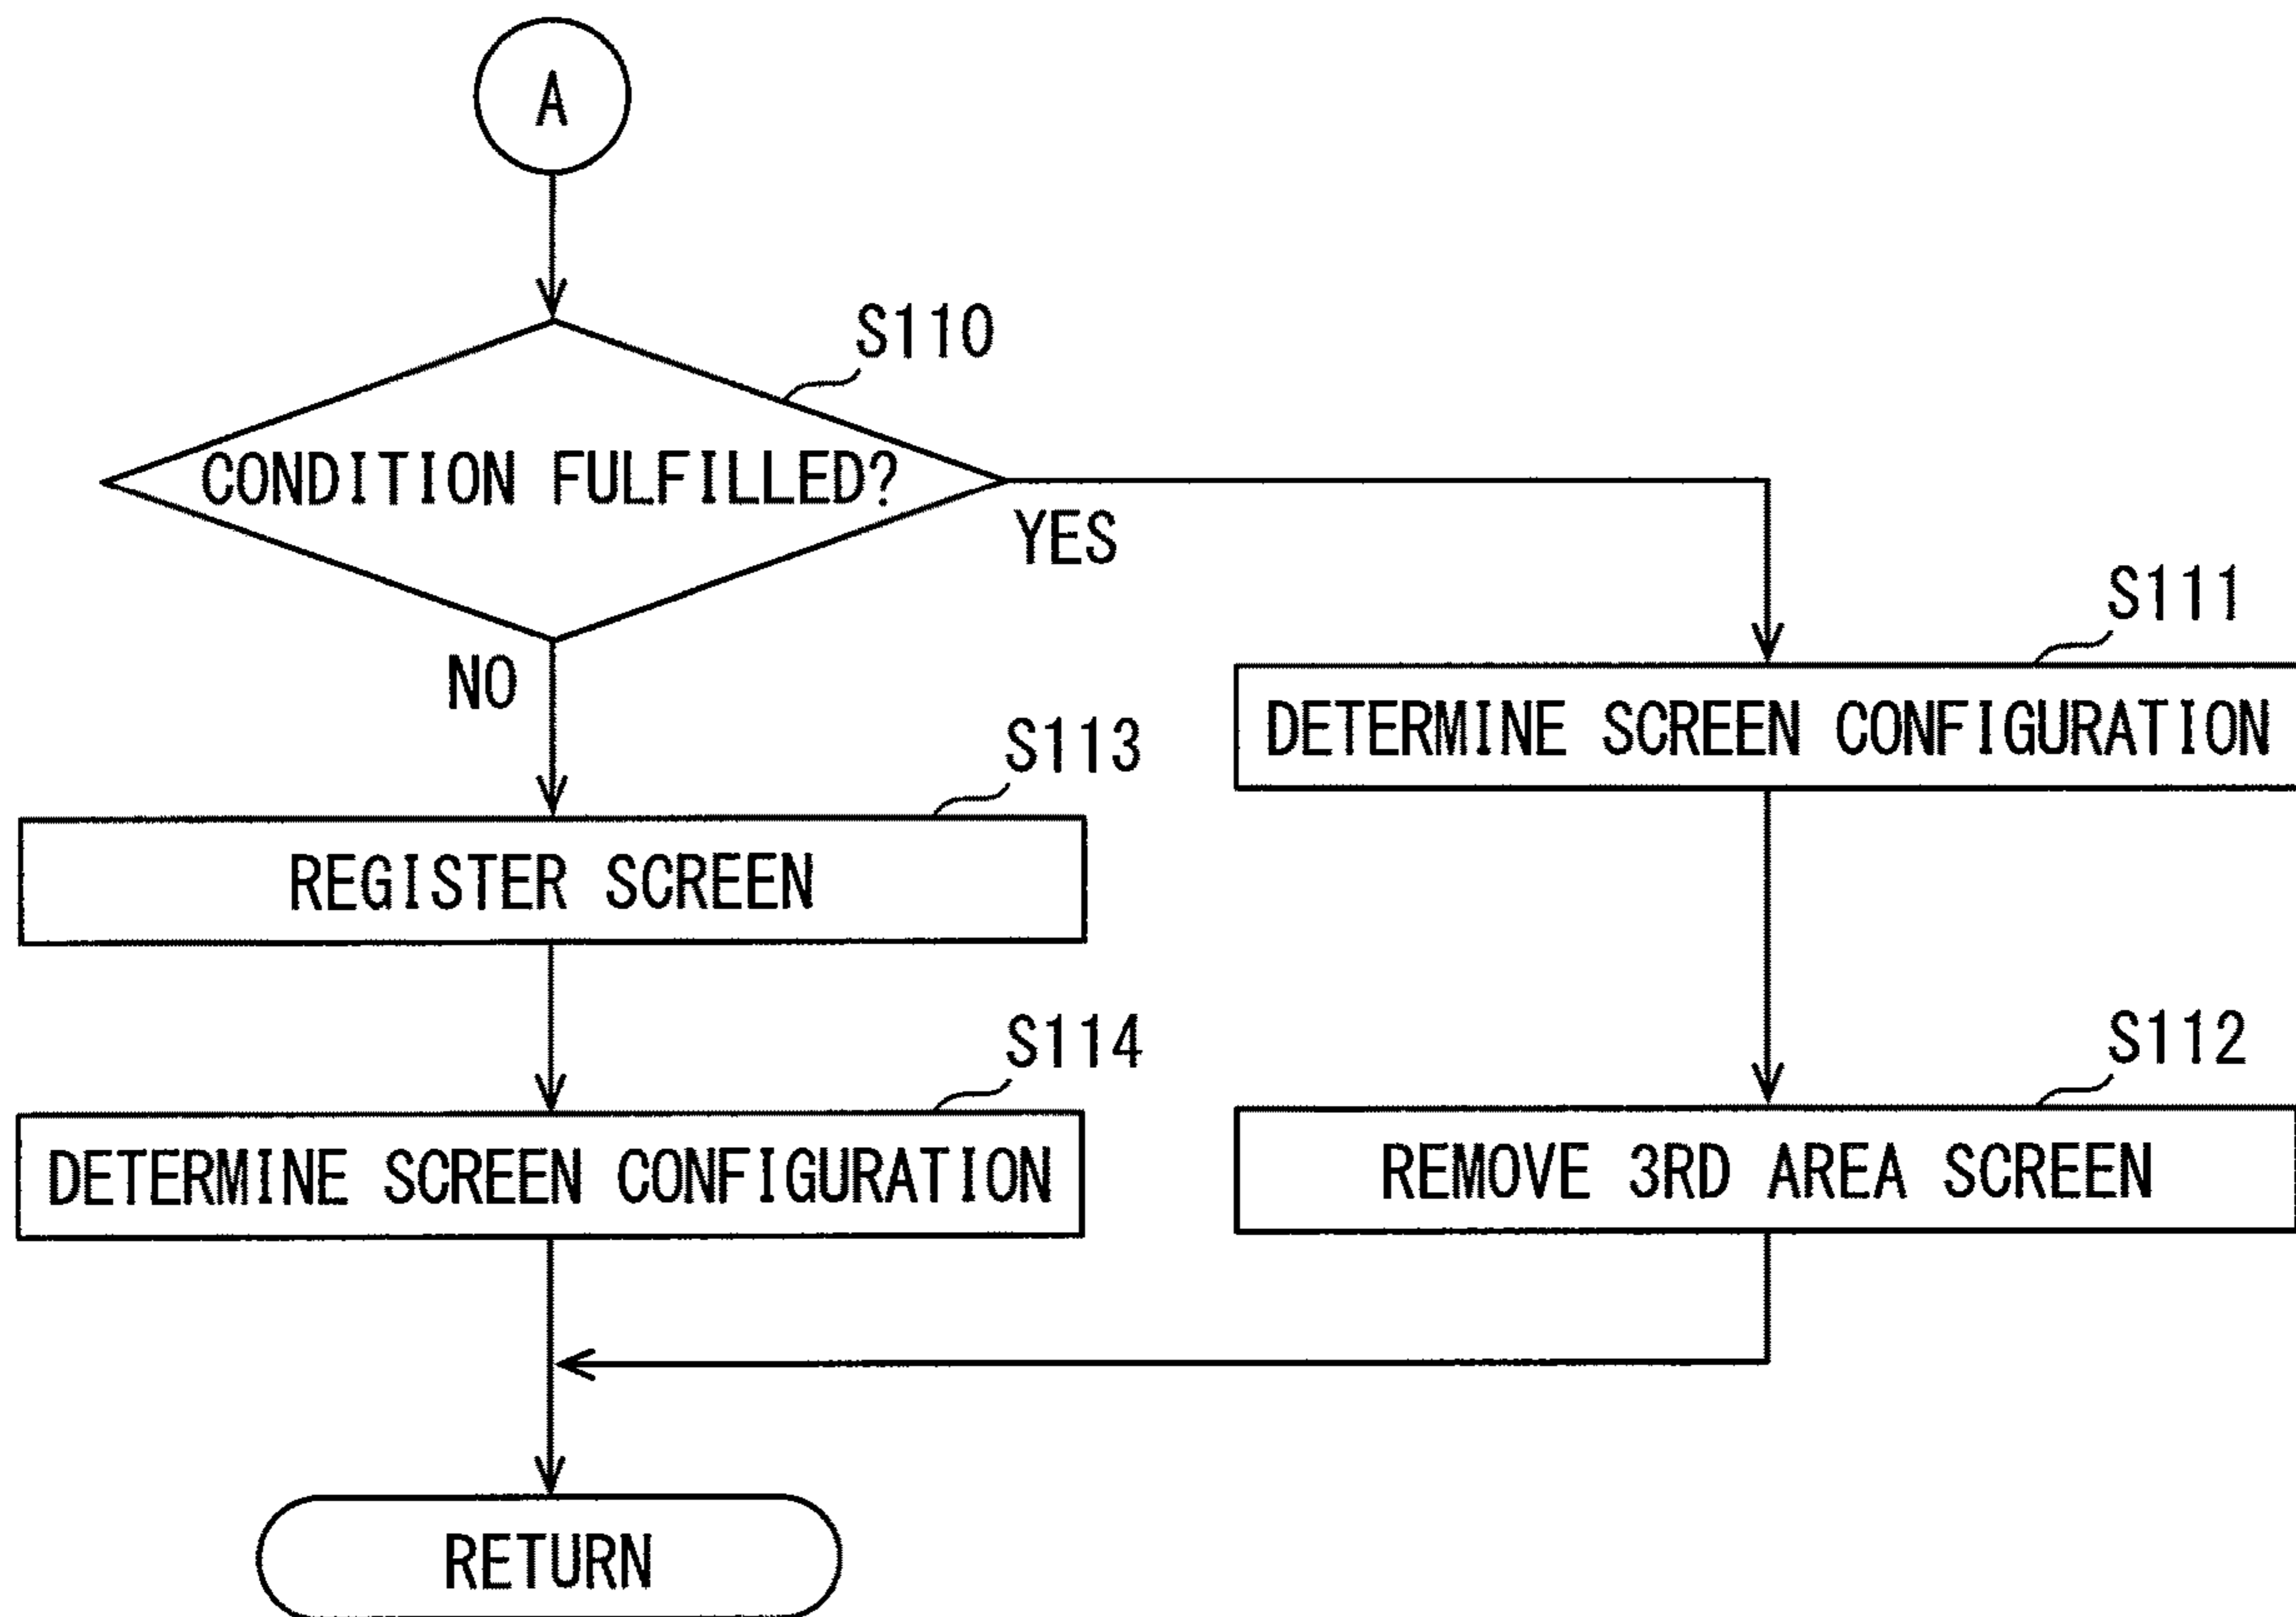 A
S110
CONDITION FULFILLED?
YES
NO
S111
DETERMINE SCREEN CONFIGURATION
S113
REGISTER SCREEN
S114
DETERMINE SCREEN CONFIGURATION
S112
REMOVE 3RD AREA SCREEN
RETURN